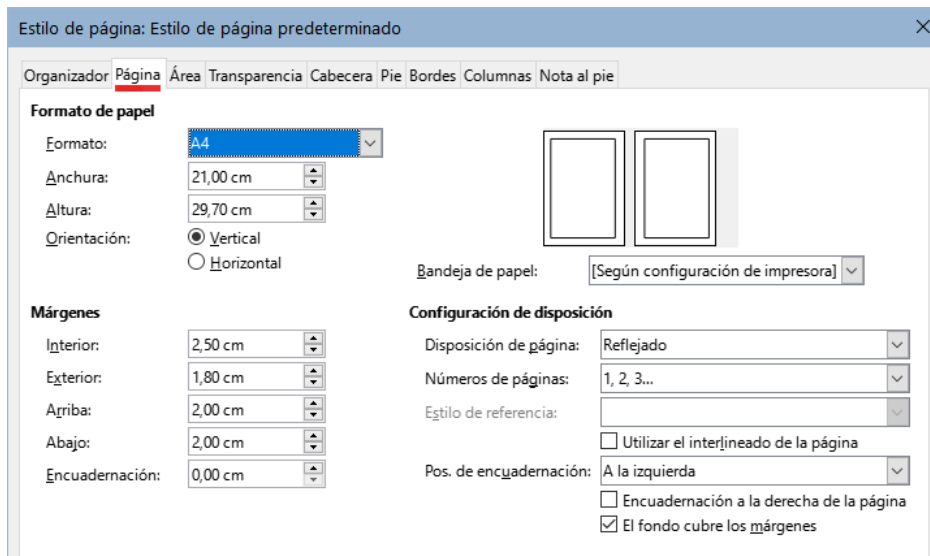 Estilo de página: Estilo de página predeterminado
Organizador Página Área Transparencia Cabecera Pie Bordes Columnas Nota al pie
Formato de papel
Formato: A4
Anchura: 21,00 cm
Altura: 29,70 cm
Orientación: Vertical
Horizontal
Bandeja de papel: [Según configuración de impresora]
Márgenes
Interior: 2,50 cm
Exterior: 1,80 cm
Arriba: 2,00 cm
Abajo: 2,00 cm
Encuadernación: 0,00 cm
Configuración de disposición
Disposición de página: Reflejado
Números de páginas: 1, 2, 3...
Estilo de referencia:
Utilizar el interlineado de la página
Pos. de encuadernación: A la izquierda
Encuadernación a la derecha de la página
El fondo cubre los márgenes